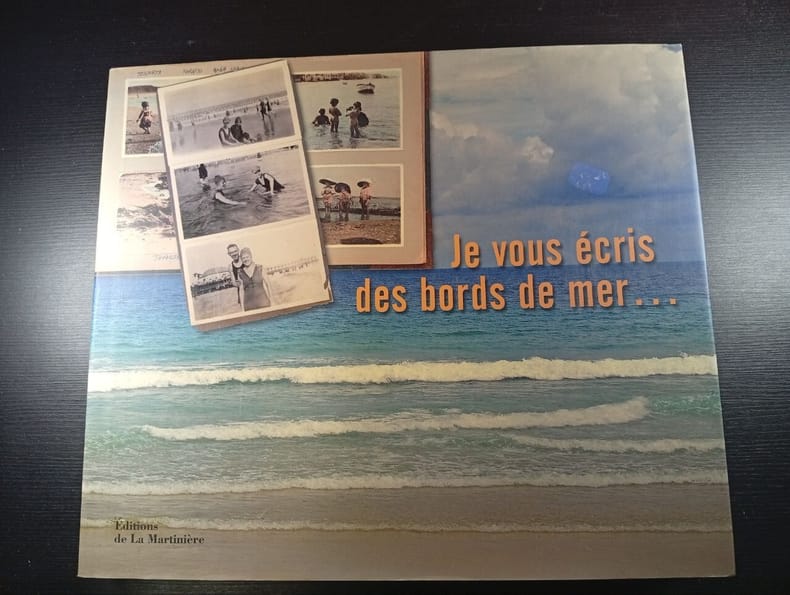 Je vous écris
des bords de mer...
Éditions
de La Martinière